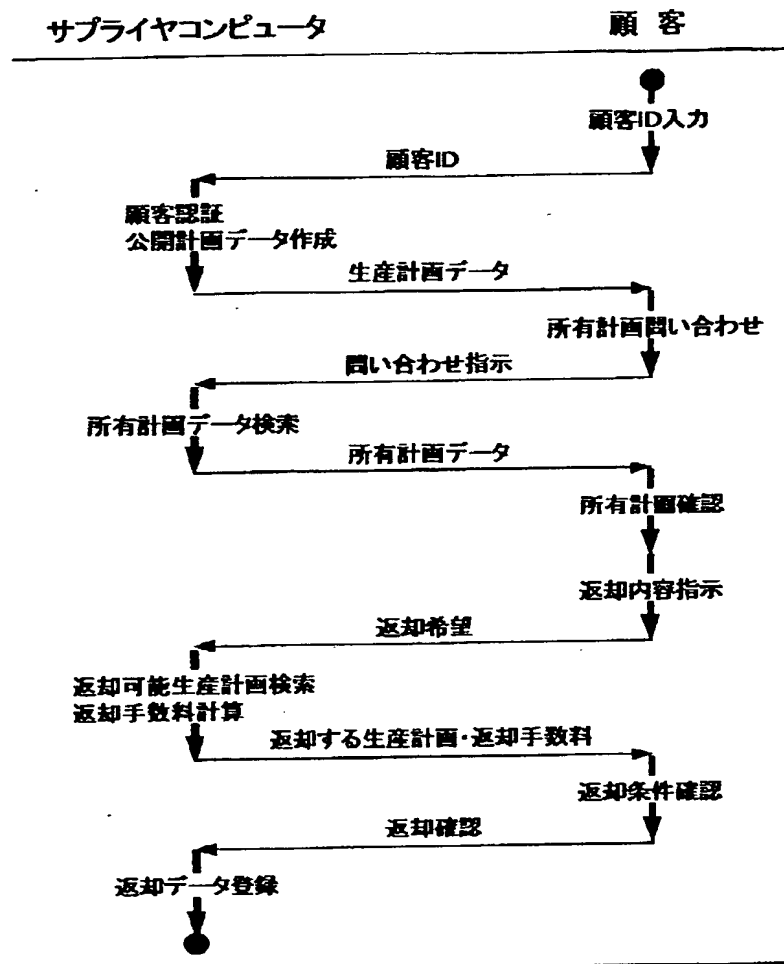 サプライヤコンピュータ
顧 客
顧客ID入力
顧客ID
顧客認証
公開計画データ作成
生産計画データ
所有計画問い合わせ
問い合わせ指示
所有計画データ検索
所有計画データ
所有計画確認
返却内容指示
返却希望
返却可能生産計画検索
返却手数料計算
返却する生産計画・返却手数料
返却条件確認
返却確認
返却データ登録